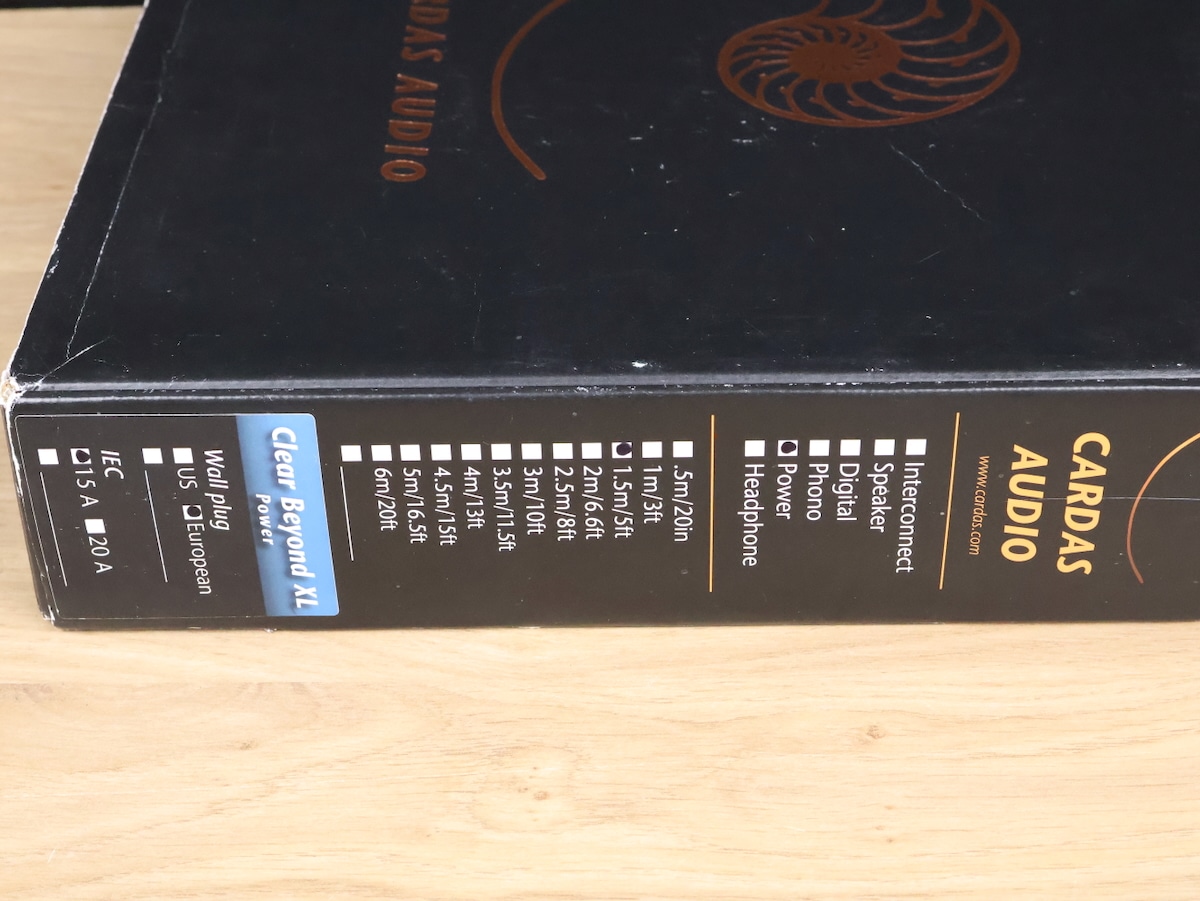 DAS AUDIO
CARDAS
AUDIO
www.cardas.com
Interconnect
Speaker
Digital
Phono
Power
Headphone
.5m/20in
1m/3ft
1.5m/5ft
2m/6.6ft
2.5m/8ft
3m/10ft
3.5m/11.5ft
4m/13ft
4.5m/15ft
5m/16.5ft
6m/20ft
Clear Beyond XL
Power
Wall plug
US European
IEC
15 A 20 A